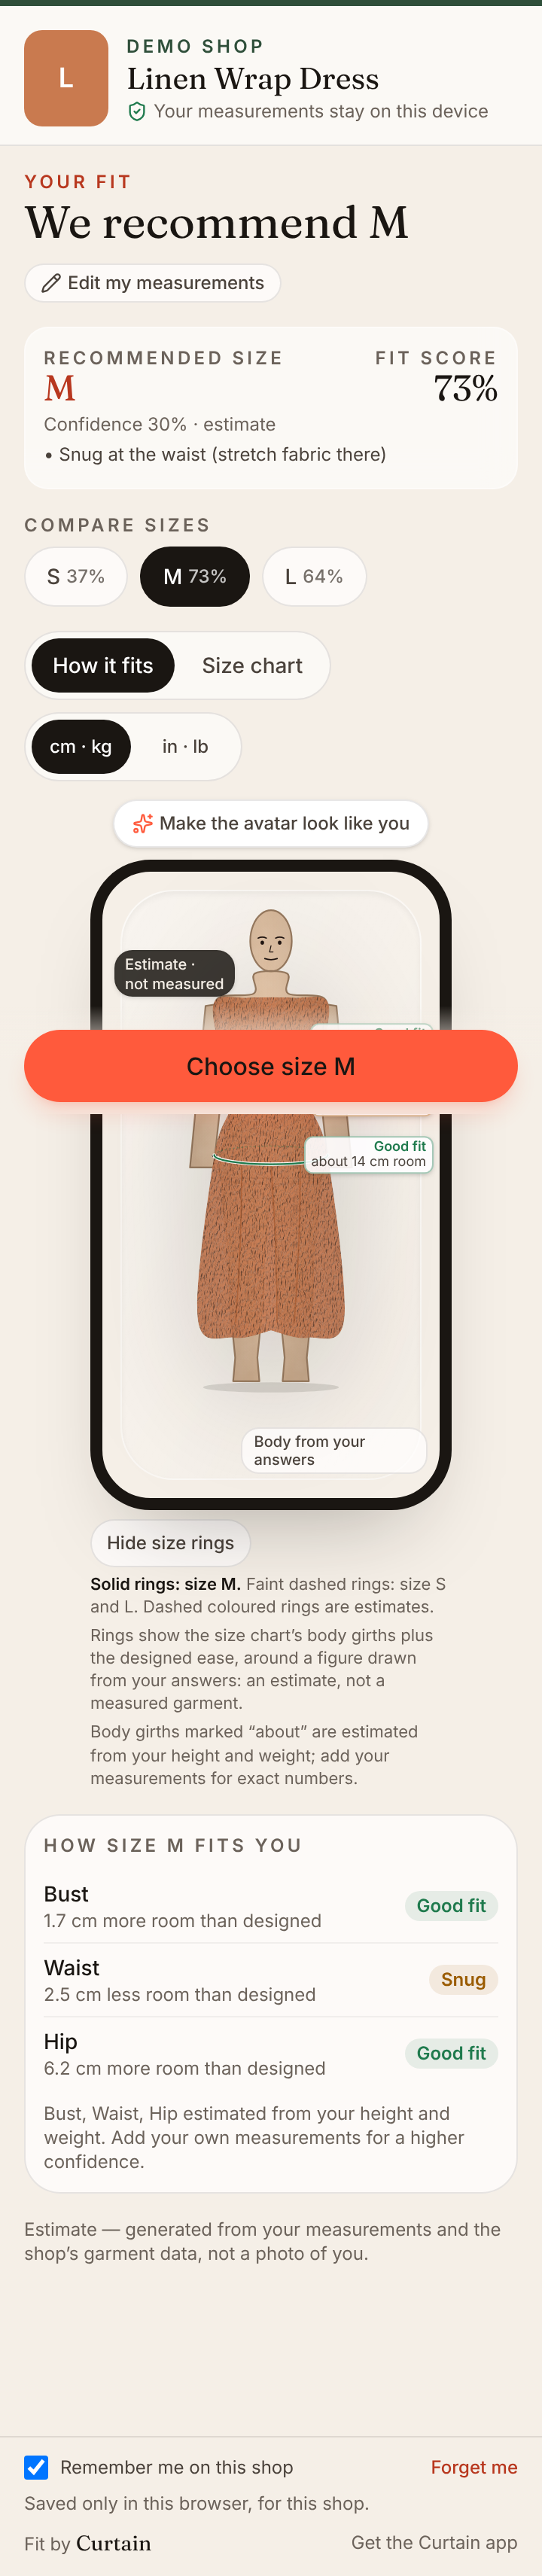 L
DEMO SHOP
Linen Wrap Dress
Your measurements stay on this device
YOUR FIT
We recommend M
Edit my measurements
RECOMMENDED SIZE
FIT SCORE
M
73%
Confidence 30% · estimate
• Snug at the waist (stretch fabric there)
COMPARE SIZES
S 37%
M 73%
L 64%
How it fits
Size chart
cm · kg
in · lb
Make the avatar look like you
Estimate ·
not measured
Choose size M
Good fit
about 14 cm room
Body from your
answers
Hide size rings
Solid rings: size M. Faint dashed rings: size S
and L. Dashed coloured rings are estimates.
Rings show the size chart’s body girths plus
the designed ease, around a figure drawn
from your answers: an estimate, not a
measured garment.
Body girths marked “about” are estimated
from your height and weight; add your
measurements for exact numbers.
HOW SIZE M FITS YOU
Bust
1.7 cm more room than designed
Good fit
Waist
2.5 cm less room than designed
Snug
Hip
6.2 cm more room than designed
Good fit
Bust, Waist, Hip estimated from your height and
weight. Add your own measurements for a higher
confidence.
Estimate — generated from your measurements and the
shop’s garment data, not a photo of you.
Remember me on this shop
Forget me
Saved only in this browser, for this shop.
Fit by Curtain
Get the Curtain app